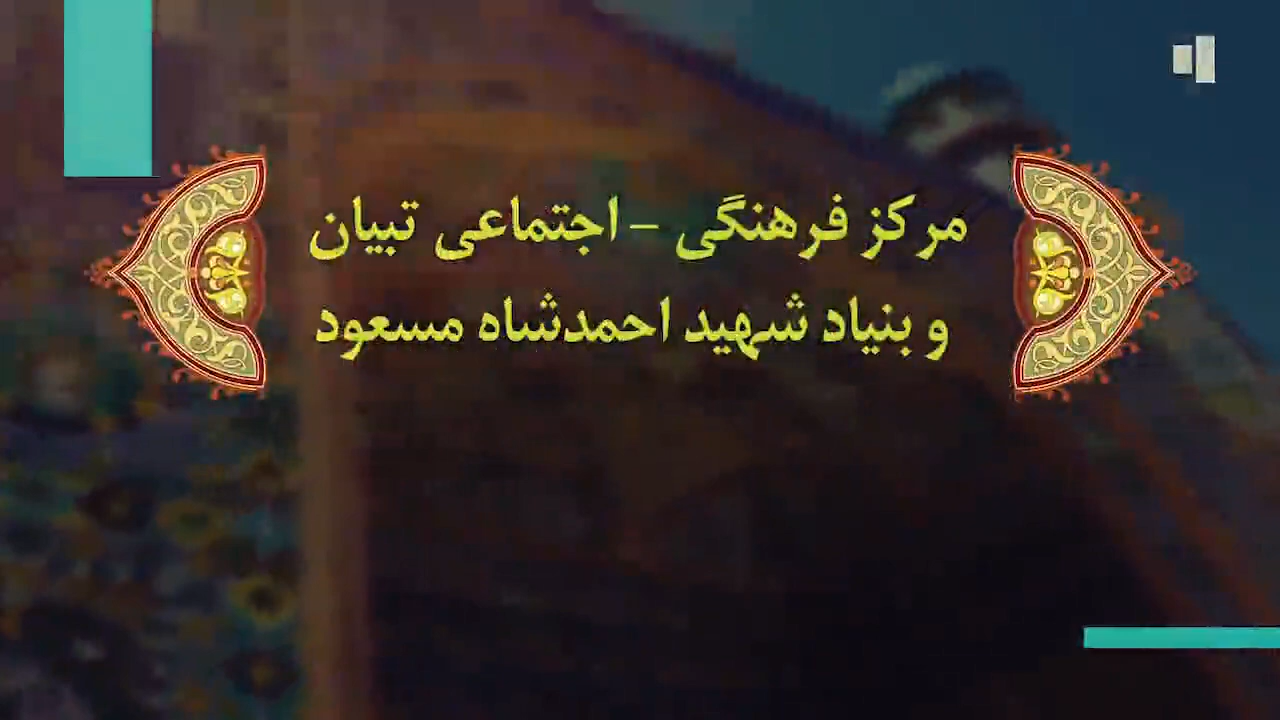 مرکز فرهنگی - اجتماعی تبیان
و بنیاد شهید احمدشاه مسعود